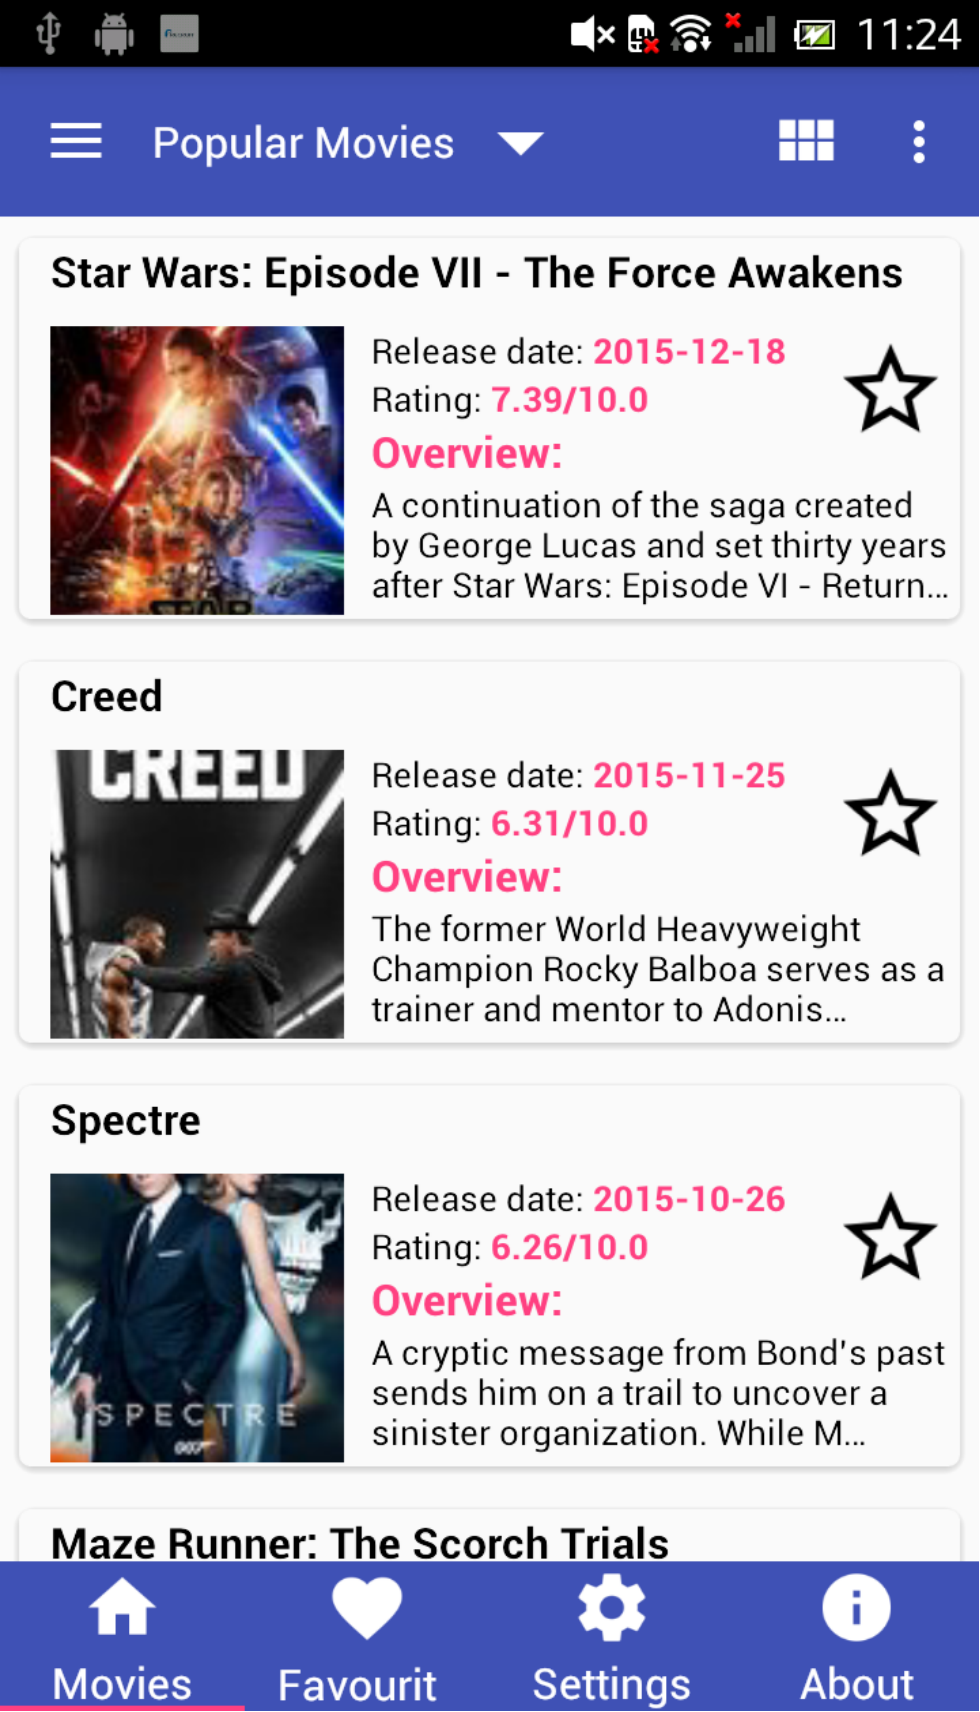 11:24
Popular Movies
Star Wars: Episode VII - The Force Awakens
Release date: 2015-12-18
Rating: 7.39/10.0
Overview:
A continuation of the saga created
by George Lucas and set thirty years
after Star Wars: Episode VI - Return...
STAR
Creed
CREED
Release date: 2015-11-25
Rating: 6.31/10.0
Overview:
The former World Heavyweight
Champion Rocky Balboa serves as a
trainer and mentor to Adonis...
Spectre
Release date: 2015-10-26
Rating: 6.26/10.0
Overview:
A cryptic message from Bond's past
sends him on a trail to uncover a
sinister organization. While M...
SPECTRE
007
Maze Runner: The Scorch Trials
Movies
Favourit
Settings
About